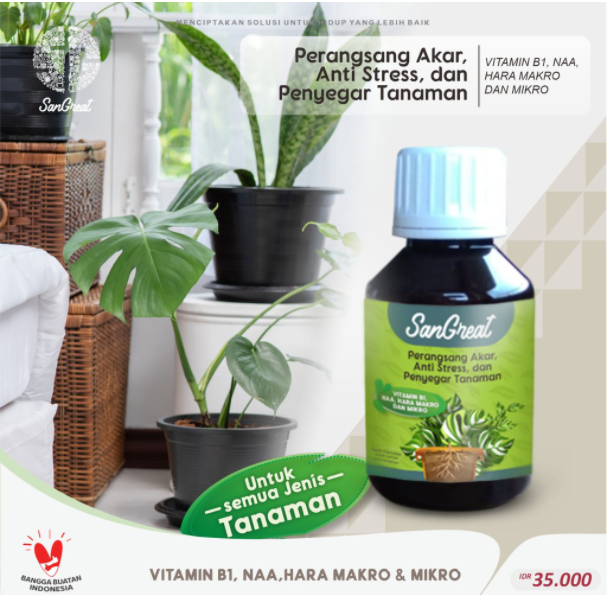 MENCIPTAKAN SOLUSI UNTUK HIDUP YANG LEBIH BAIK
SanGreat
Perangsang Akar,
Anti Stress, dan
Penyegar Tanaman
VITAMIN B1, NAA,
HARA MAKRO
DAN MIKRO
SanGreat
Perangsang Akar,
Anti Stress, dan
Penyegar Tanaman
VITAMIN B1,
NAA, HARA MAKRO
DAN MIKRO
Untuk
semua Jenis
Tanaman
BANGGA BUATAN
INDONESIA
VITAMIN B1, NAA,HARA MAKRO & MIKRO
IDR 35.000